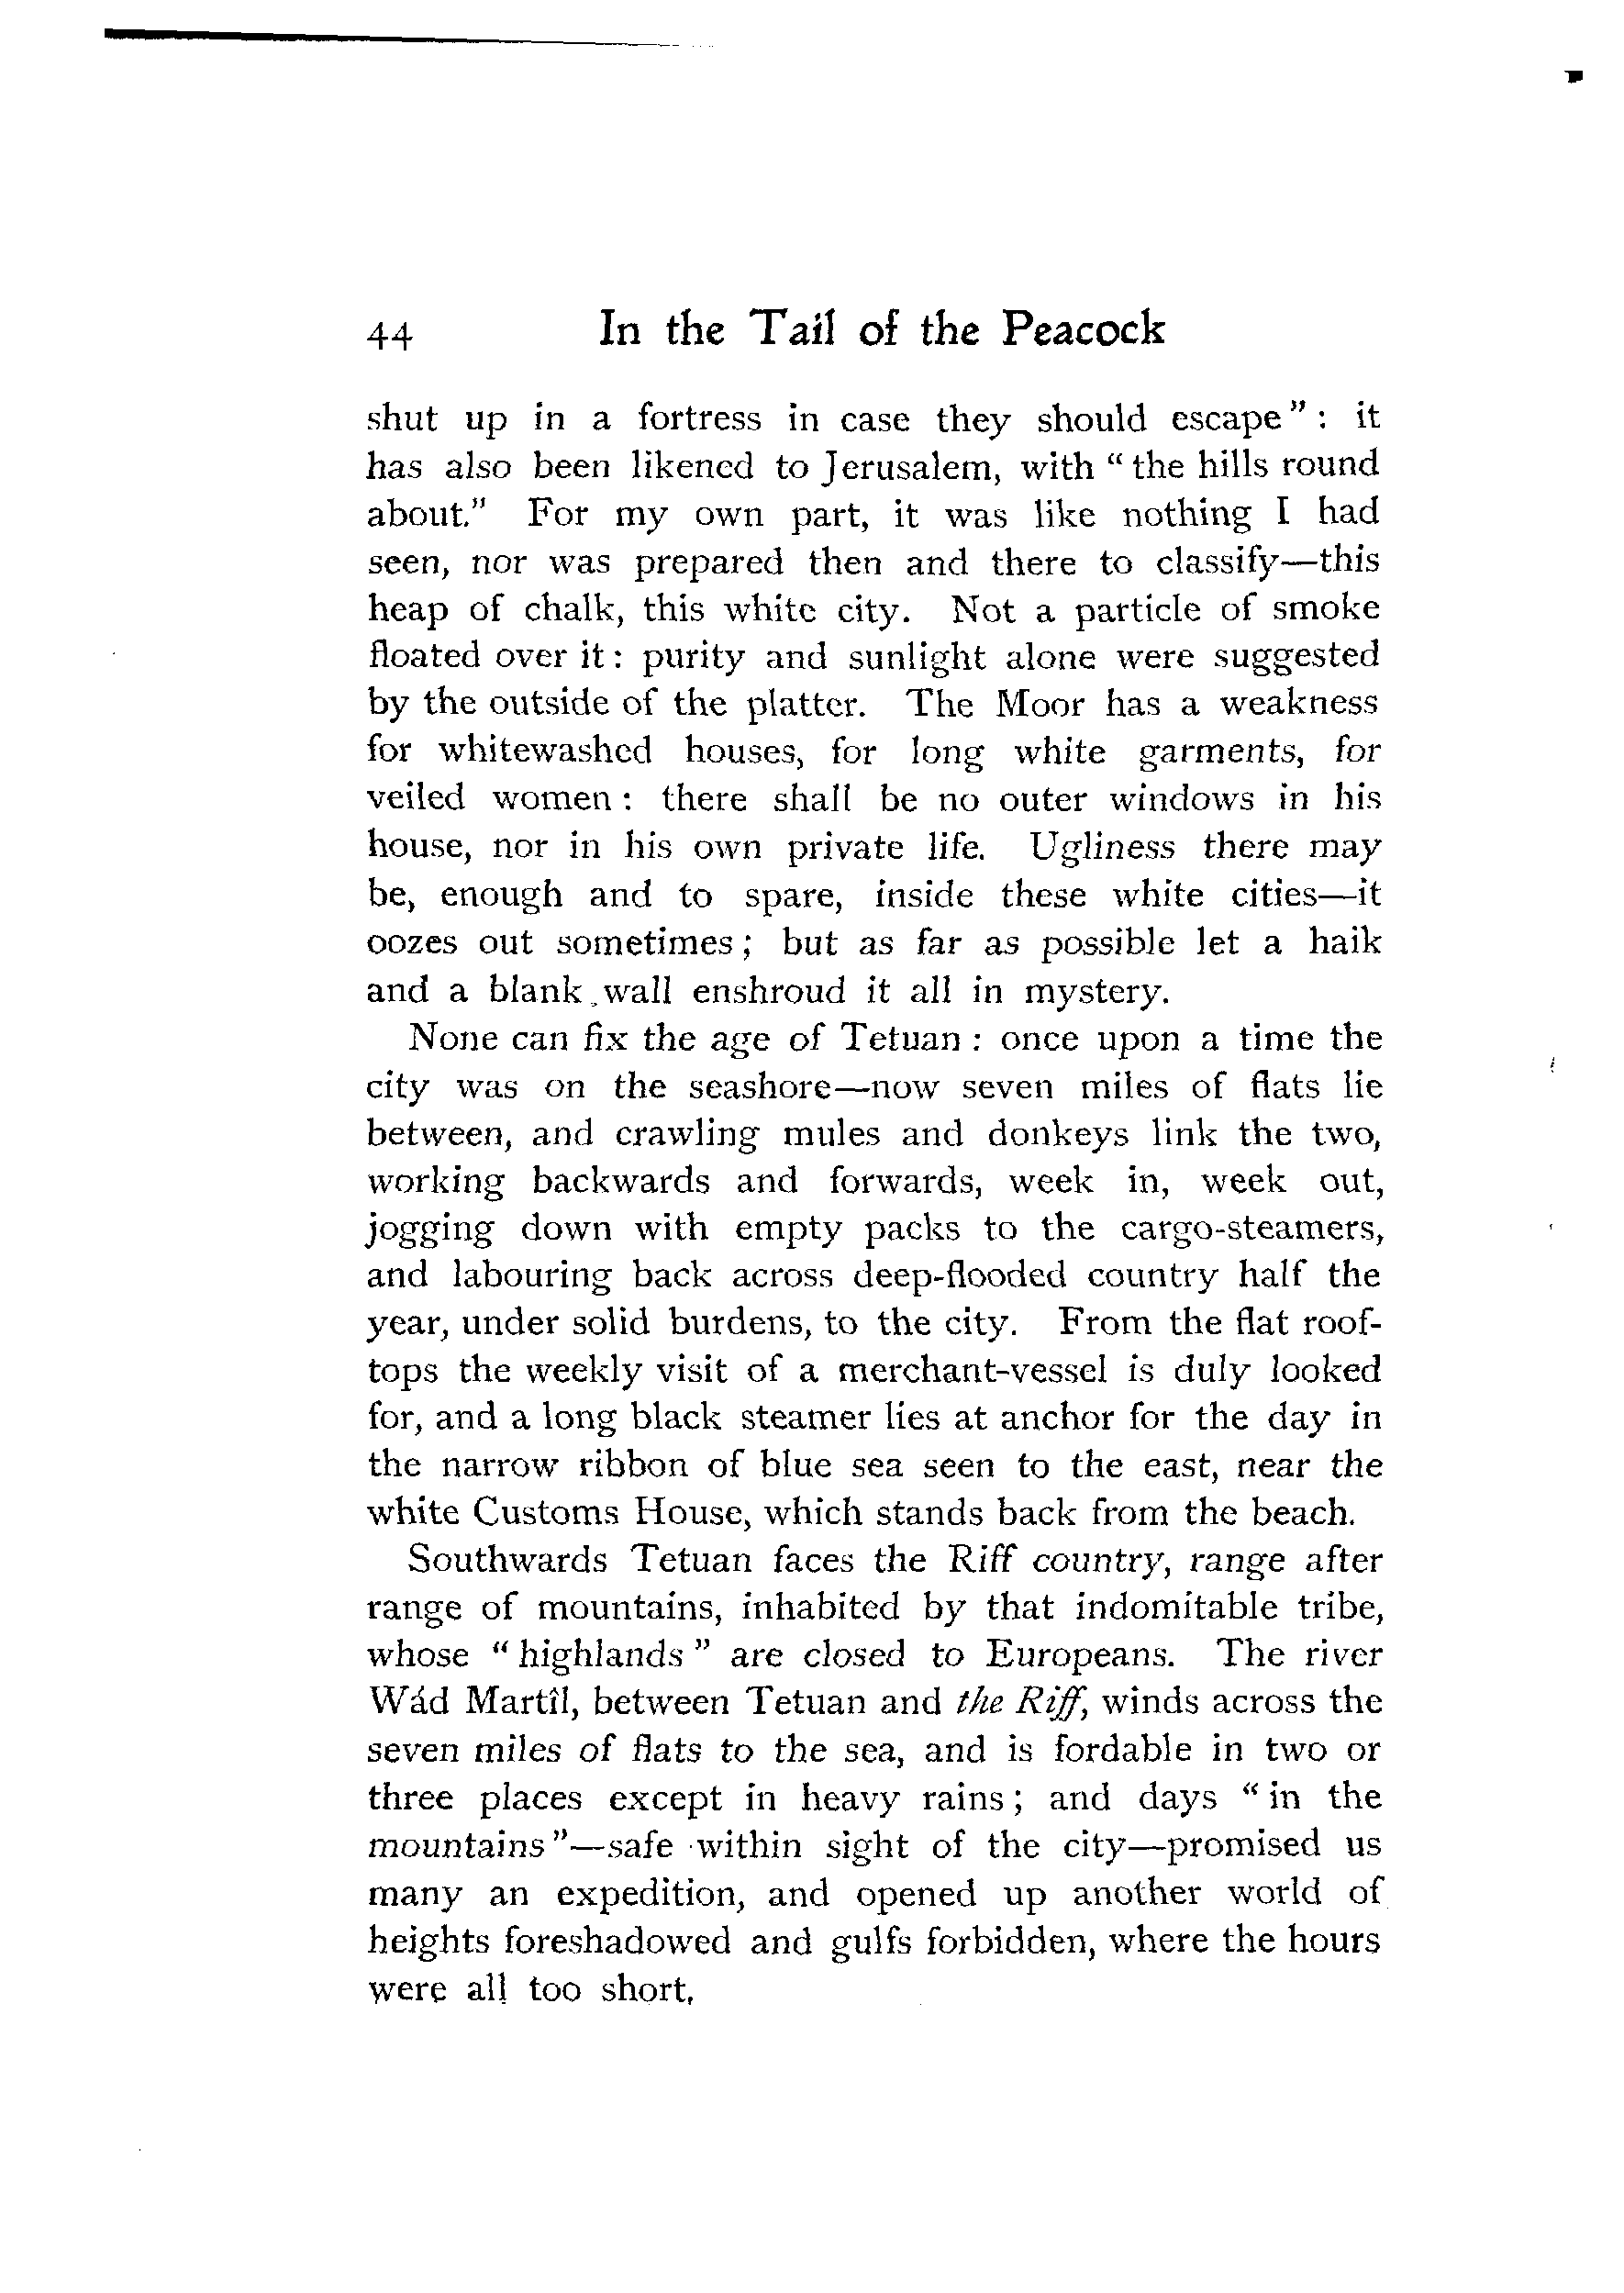 44 In the Tail of the Peacock
shut up in a fortress in case they should escape" : it
has also been likened to Jerusalem, with "the hills round
about." For my own part, it was like nothing I had
seen, nor was prepared then and there to classify—this
heap of chalk, this white city. Not a particle of smoke
floated over it: purity and sunlight alone were suggested
by the outside of the platter. The Moor has a weakness
for whitewashed houses, for long white garments, for
veiled women : there shall be no outer windows in his
house, nor in his own private life. Ugliness there may
be, enough and to spare, inside these white cities—it
oozes out sometimes ; but as far as possible let a haik
and a blank wall enshroud it all in mystery.
None can fix the age of Tetuan : once upon a time the
city was on the seashore—now seven miles of flats lie
between, and crawling mules and donkeys link the two,
working backwards and forwards, week in, week out,
jogging down with empty packs to the cargo-steamers,
and labouring back across deep-flooded country half the
year, under solid burdens, to the city. From the flat roof-
tops the weekly visit of a merchant-vessel is duly looked
for, and a long black steamer lies at anchor for the day in
the narrow ribbon of blue sea seen to the east, near the
white Customs House, which stands back from the beach.
Southwards Tetuan faces the Riff country, range after
range of mountains, inhabited by that indomitable tribe,
whose "highlands" are closed to Europeans. The river
Wád Martîl, between Tetuan and the Riff, winds across the
seven miles of flats to the sea, and is fordable in two or
three places except in heavy rains ; and days "in the
mountains"—safe within sight of the city—promised us
many an expedition, and opened up another world of
heights foreshadowed and gulfs forbidden, where the hours
were all too short.